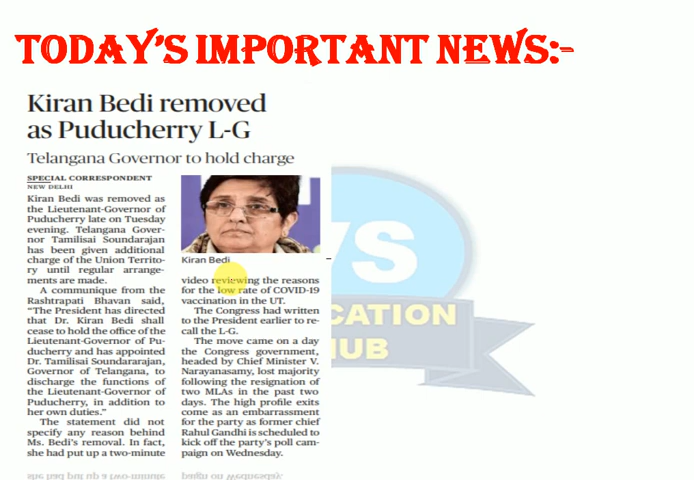 TODAY'S IMPORTANT NEWS:-
Kiran Bedi removed
as Puducherry L-G
Telangana Governor to hold charge
SPECIAL CORRESPONDENT
NEW DELHI
Kiran Bedi was removed as
the Lieutenant-Governor of
Puducherry late on Tuesday
evening. Telangana Gover-
nor Tamilisai Soundarajan
has been given additional
charge of the Union Territo-
ry until regular arrange-
ments are made.
A communique from the
Rashtrapati Bhavan said,
"The President has directed
that Dr. Kiran Bedi shall
cease to hold the office of the
Lieutenant-Governor of Pu-
ducherry and has appointed
Dr. Tamilisai Soundararajan,
Governor of Telangana, to
discharge the functions of
the Lieutenant-Governor of
Puducherry, in addition to
her own duties."
The statement did not
specify any reason behind
Ms. Bedi's removal. In fact,
she had put up a two-minute
Kiran Bedi
video reviewing the reasons
for the low rate of COVID-19
vaccination in the UT.
The Congress had written
to the President earlier to re-
call the L-G.
The move came on a day
the Congress government,
headed by Chief Minister V.
Narayanasamy, lost majority
following the resignation of
two MLAs in the past two
days. The high profile exits
come as an embarrassment
for the party as former chief
Rahul Gandhi is scheduled to
kick off the party's poll cam-
paign on Wednesday.
YS
CATION
HUB